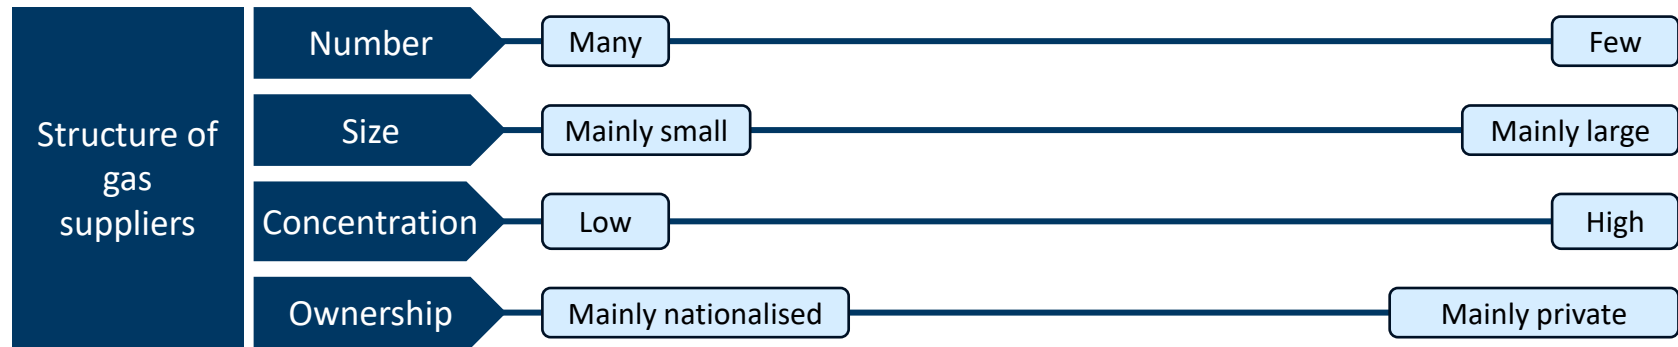 Structure of
gas
suppliers
Number
Many
Few
Size
Mainly small
Mainly large
Concentration
Low
High
Ownership
Mainly nationalised
Mainly private